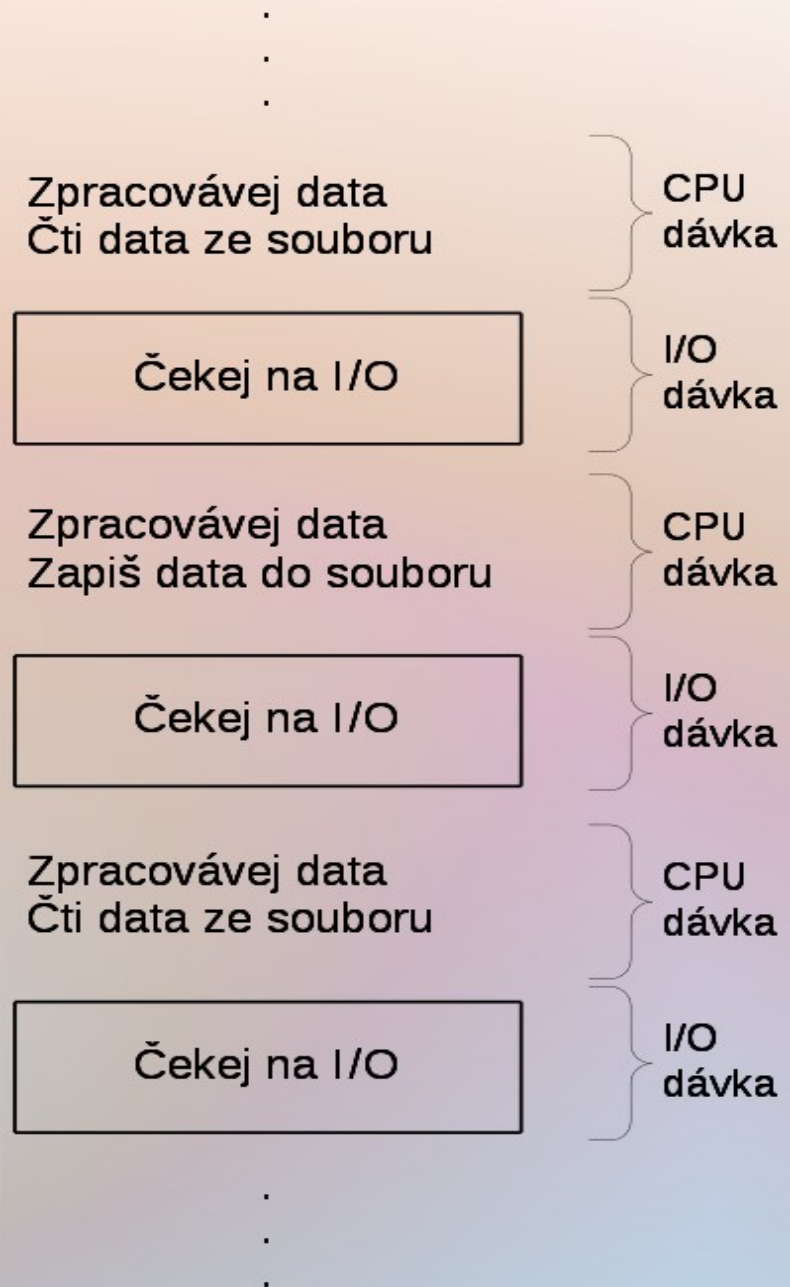 .
.
.
Zpracovávej data
Čti data ze souboru
CPU
dávka
Čekej na I/O
I/O
dávka
Zpracovávej data
Zapiš data do souboru
CPU
dávka
Čekej na I/O
I/O
dávka
Zpracovávej data
Čti data ze souboru
CPU
dávka
Čekej na I/O
I/O
dávka
.
.
.